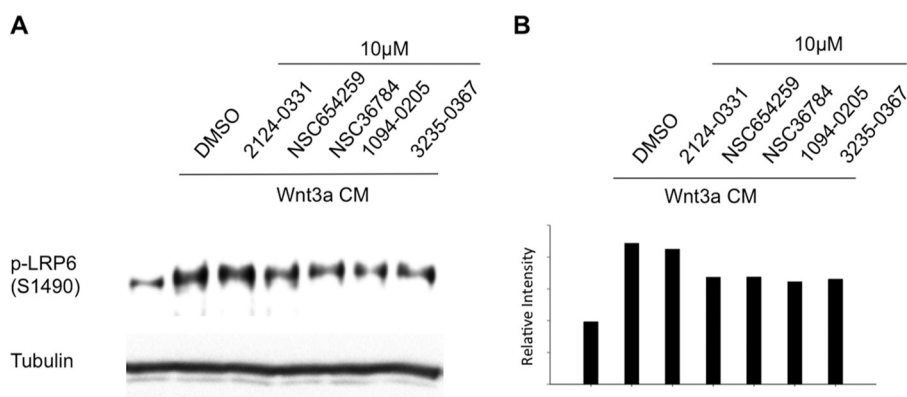 A
10μM
DMSO
2124-0331
NSC654259
NSC36784
1094-0205
3235-0367
Wnt3a CM
p-LRP6
(S1490)
Tubulin
B
10μM
DMSO
2124-0331
NSC654259
NSC36784
1094-0205
3235-0367
Wnt3a CM
Relative Intensity